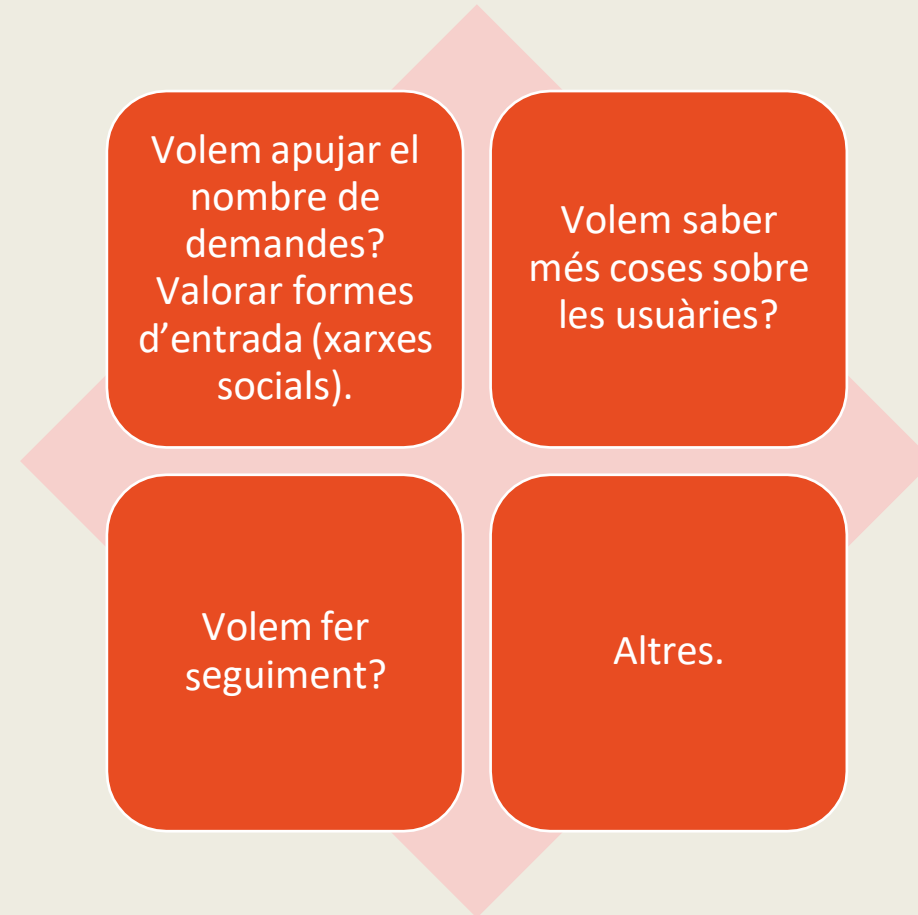 Volem apujar el
nombre de
demandes?
Valorar formes
d’entrada (xarxes
socials).
Volem saber
més coses sobre
les usuàries?
Volem fer
seguiment?
Altres.